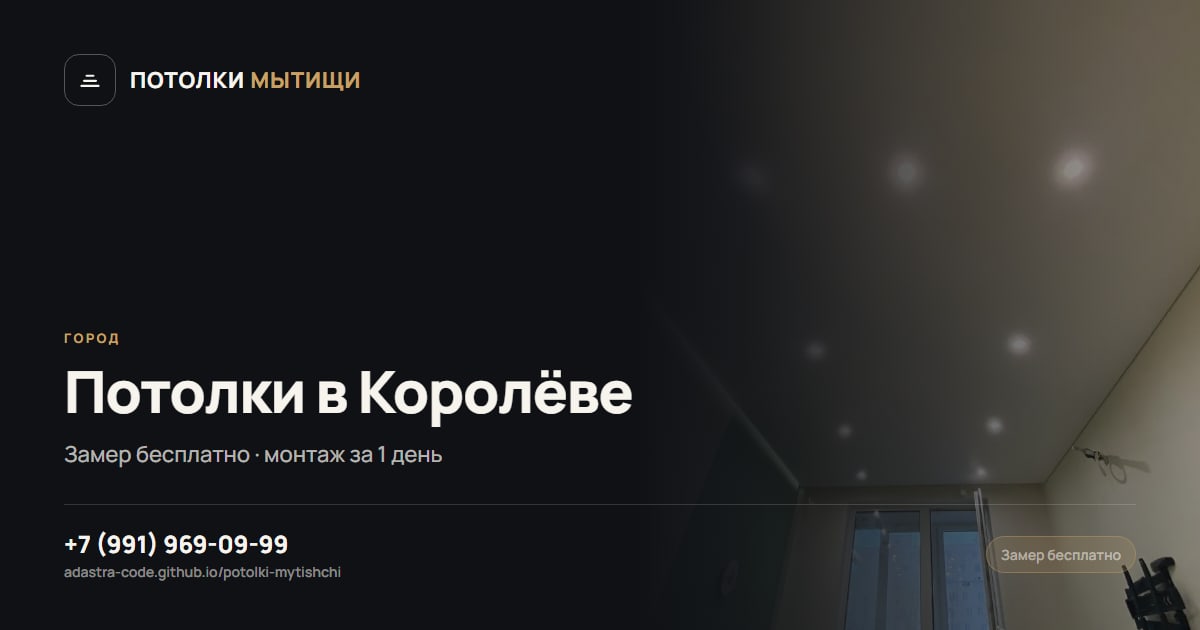 ПОТОЛКИ МЫТИЩИ
ГОРОД
Потолки в Королёве
Замер бесплатно · монтаж за 1 день
+7 (991) 969-09-99
adastra-code.github.io/potolki-mytishchi
Замер бесплатно